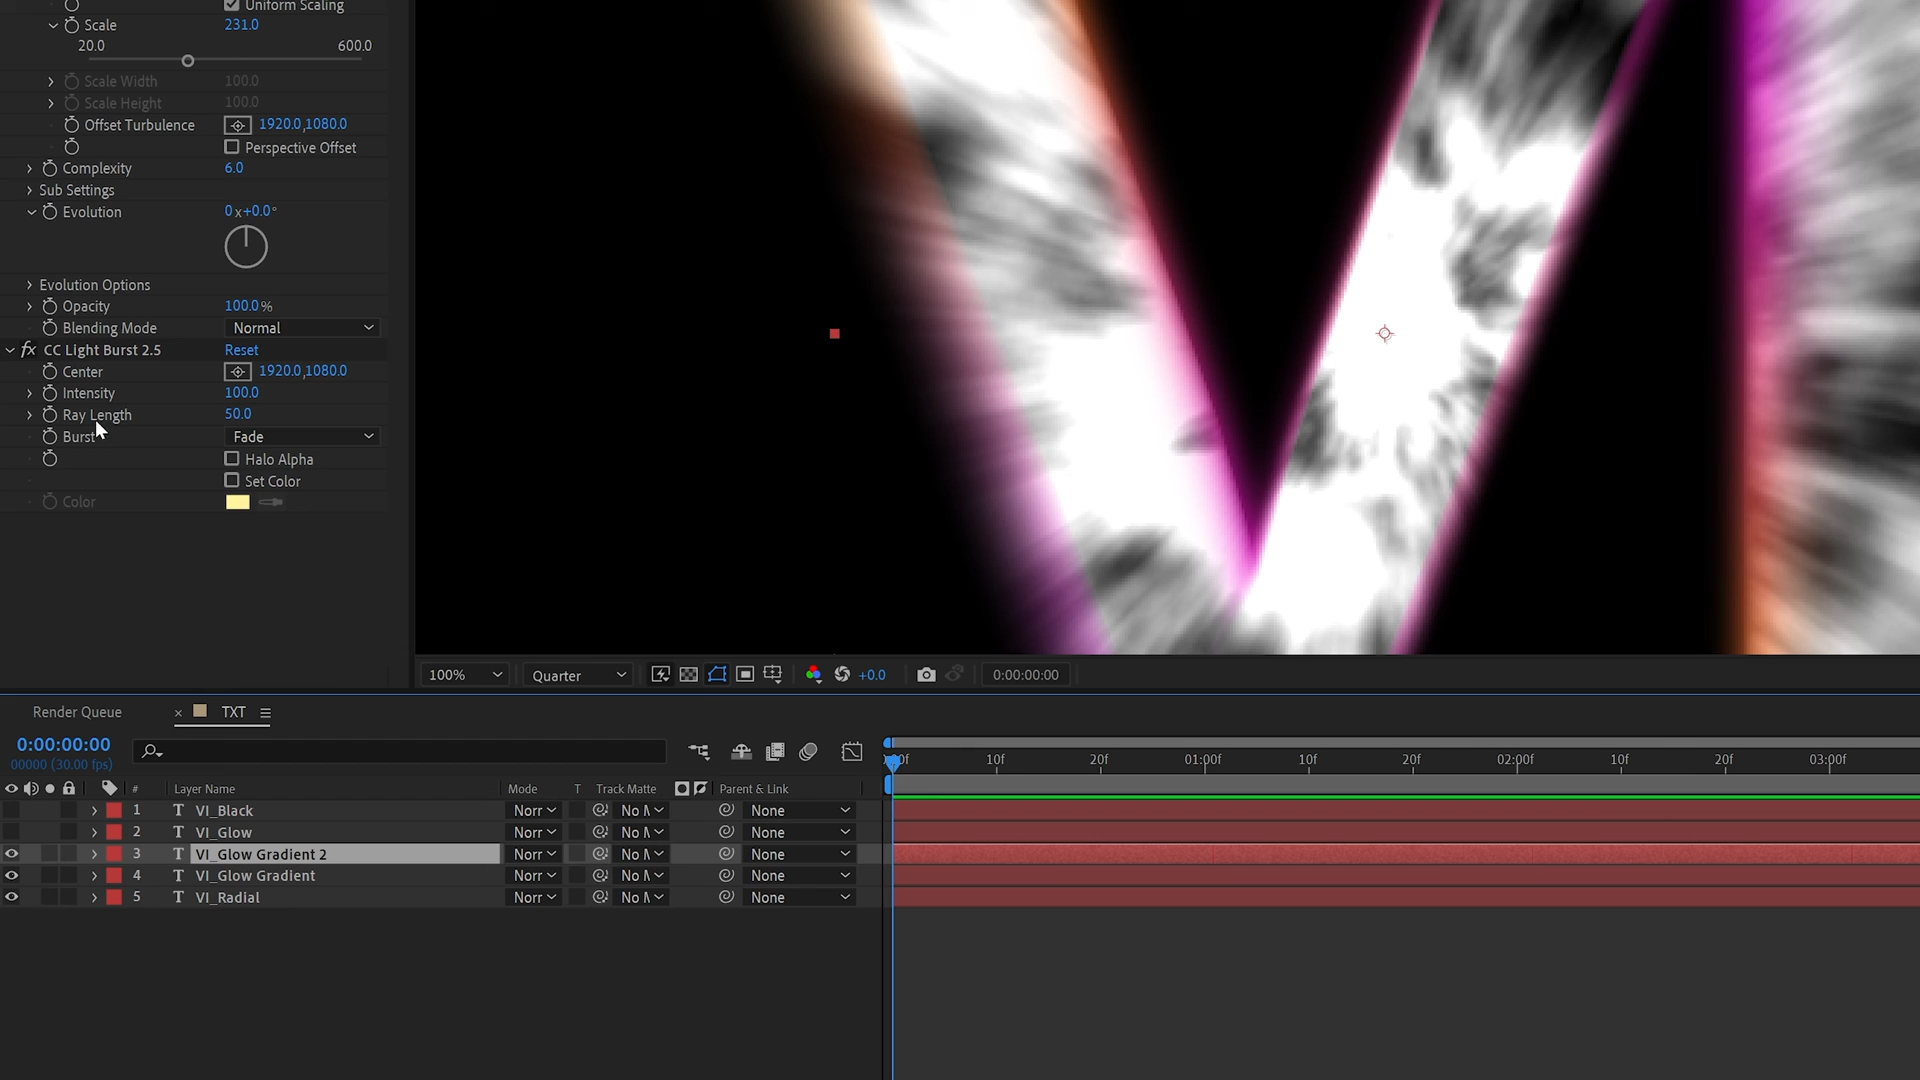 Uniform Scaling
Scale 231.0
20.0 600.0
Scale Width 100.0
Scale Height 100.0
Offset Turbulence 1920.0,1080.0
Perspective Offset
Complexity 6.0
Sub Settings
Evolution 0x+0.0°
Evolution Options
Opacity 100.0%
Blending Mode Normal
fx CC Light Burst 2.5 Reset
Center 1920.0,1080.0
Intensity 100.0
Ray Length 50.0
Burst Fade
Halo Alpha
Set Color
Color
100% Quarter +0.0 0:00:00:00
Render Queue × TXT
0:00:00:00
00000 (30.00 fps)
10f 20f 01:00f 10f 20f 02:00f 10f 20f 03:00f
# Layer Name Mode T Track Matte Parent & Link
1 T VI_Black Norr No M None
2 T VI_Glow Norr No M None
3 T VI_Glow Gradient 2 Norr No M None
4 T VI_Glow Gradient Norr No M None
5 T VI_Radial Norr No M None